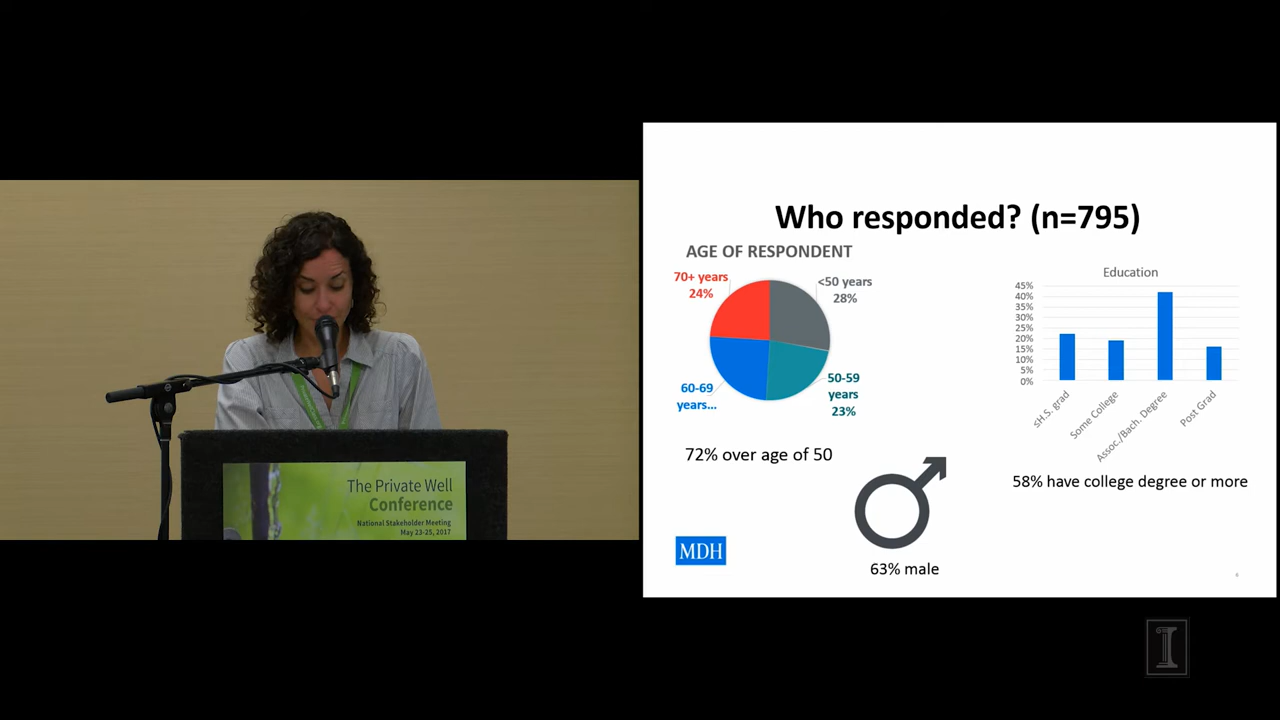 The Private Well
Conference
National Stakeholder Meeting
May 22-25, 2017
Who responded? (n=795)
AGE OF RESPONDENT
70+ years
24%
<50 years
28%
60-69
years...
50-59
years
23%
72% over age of 50
Education
45%
40%
35%
30%
25%
20%
15%
10%
5%
0%
≤H.S. grad
Some College
Assoc./Bach. Degree
Post Grad
58% have college degree or more
63% male
MDH
6
I